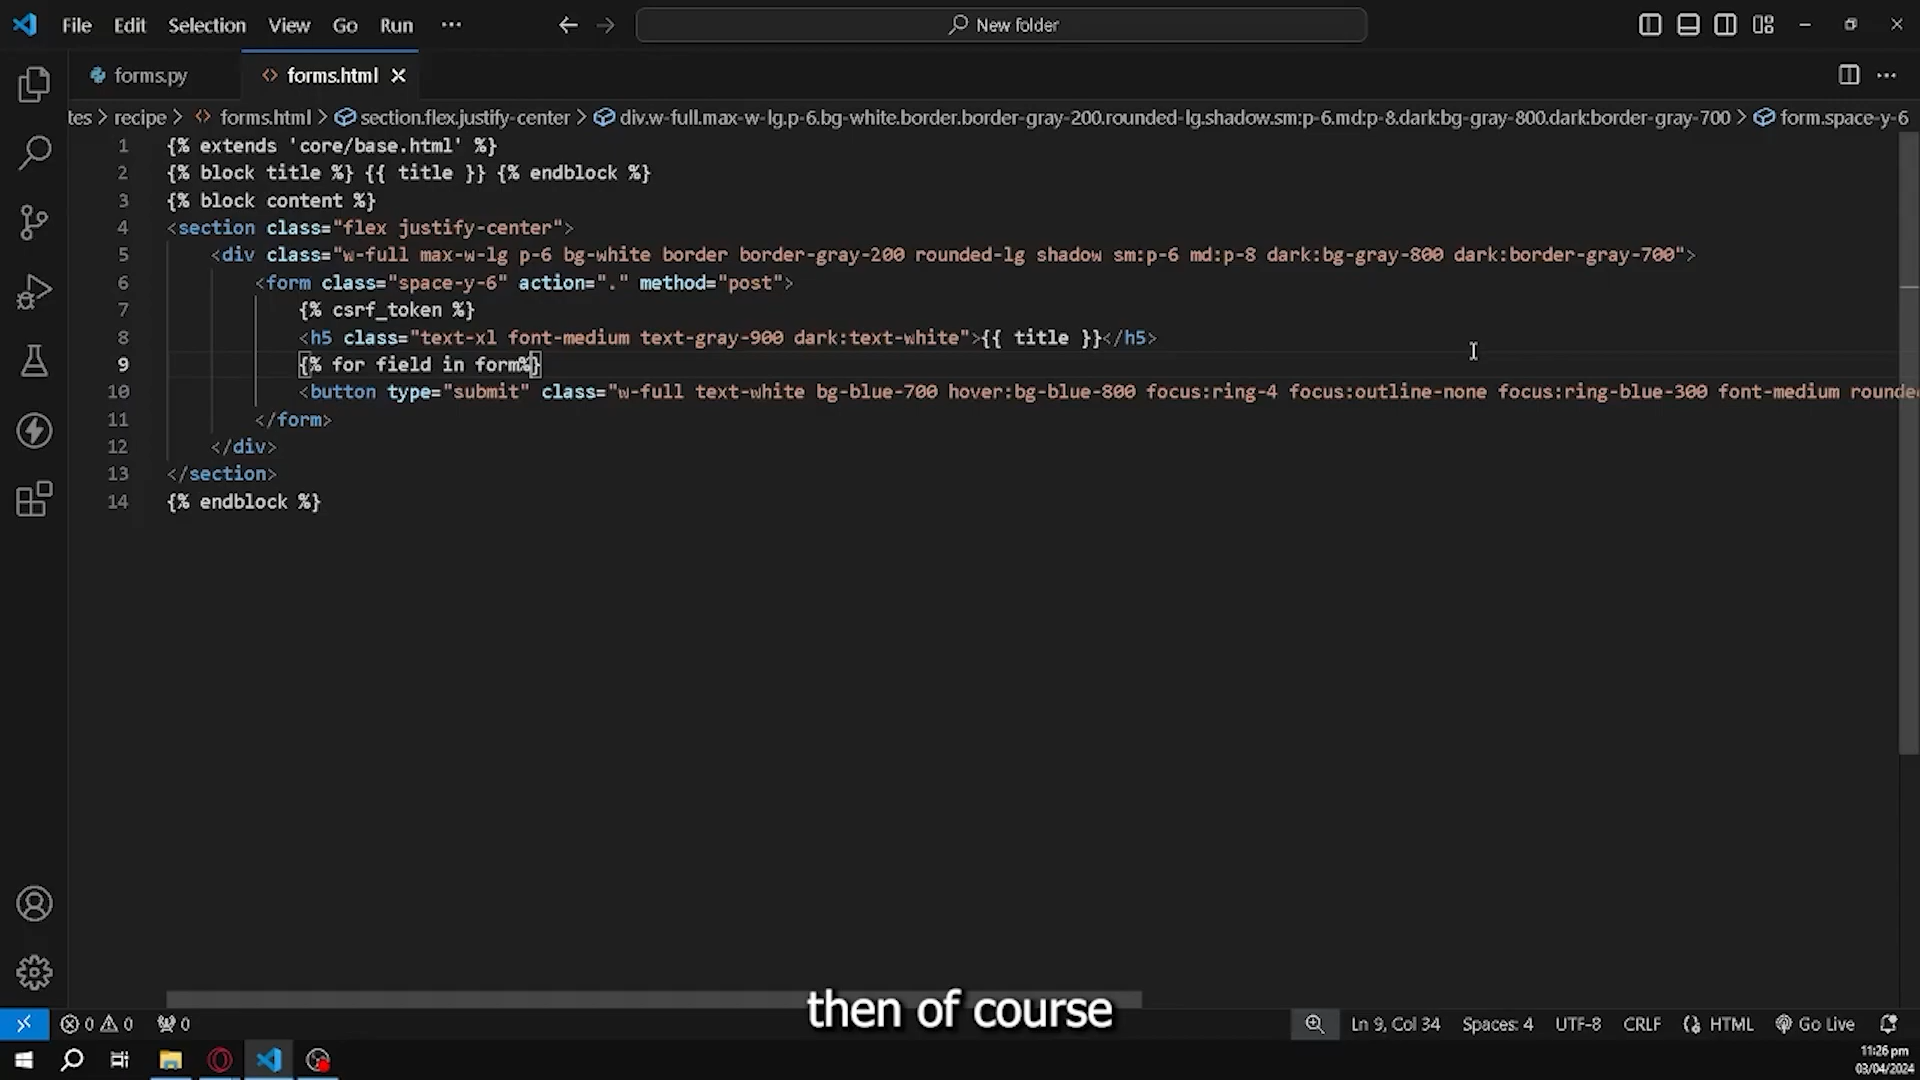 File Edit Selection View Go Run ··· New folder
forms.py forms.html
tes > recipe > forms.html > section.flex.justify-center > div.w-full.max-w-lg.p-6.bg-white.border.border-gray-200.rounded-lg.shadow.sm:p-6.md:p-8.dark:bg-gray-800.dark:border-gray-700 > form.space-y-6
1 {% extends 'core/base.html' %}
2 {% block title %} {{ title }} {% endblock %}
3 {% block content %}
4 <section class="flex justify-center">
5 <div class="w-full max-w-lg p-6 bg-white border border-gray-200 rounded-lg shadow sm:p-6 md:p-8 dark:bg-gray-800 dark:border-gray-700">
6 <form class="space-y-6" action="." method="post">
7 {% csrf_token %}
8 <h5 class="text-xl font-medium text-gray-900 dark:text-white">{{ title }}</h5>
9 {% for field in form%}
10 <button type="submit" class="w-full text-white bg-blue-700 hover:bg-blue-800 focus:ring-4 focus:outline-none focus:ring-blue-300 font-medium rounde
11 </form>
12 </div>
13 </section>
14 {% endblock %}
then of course
0 0 0 Ln 9, Col 34 Spaces: 4 UTF-8 CRLF HTML Go Live
11:26 pm
03/04/2024